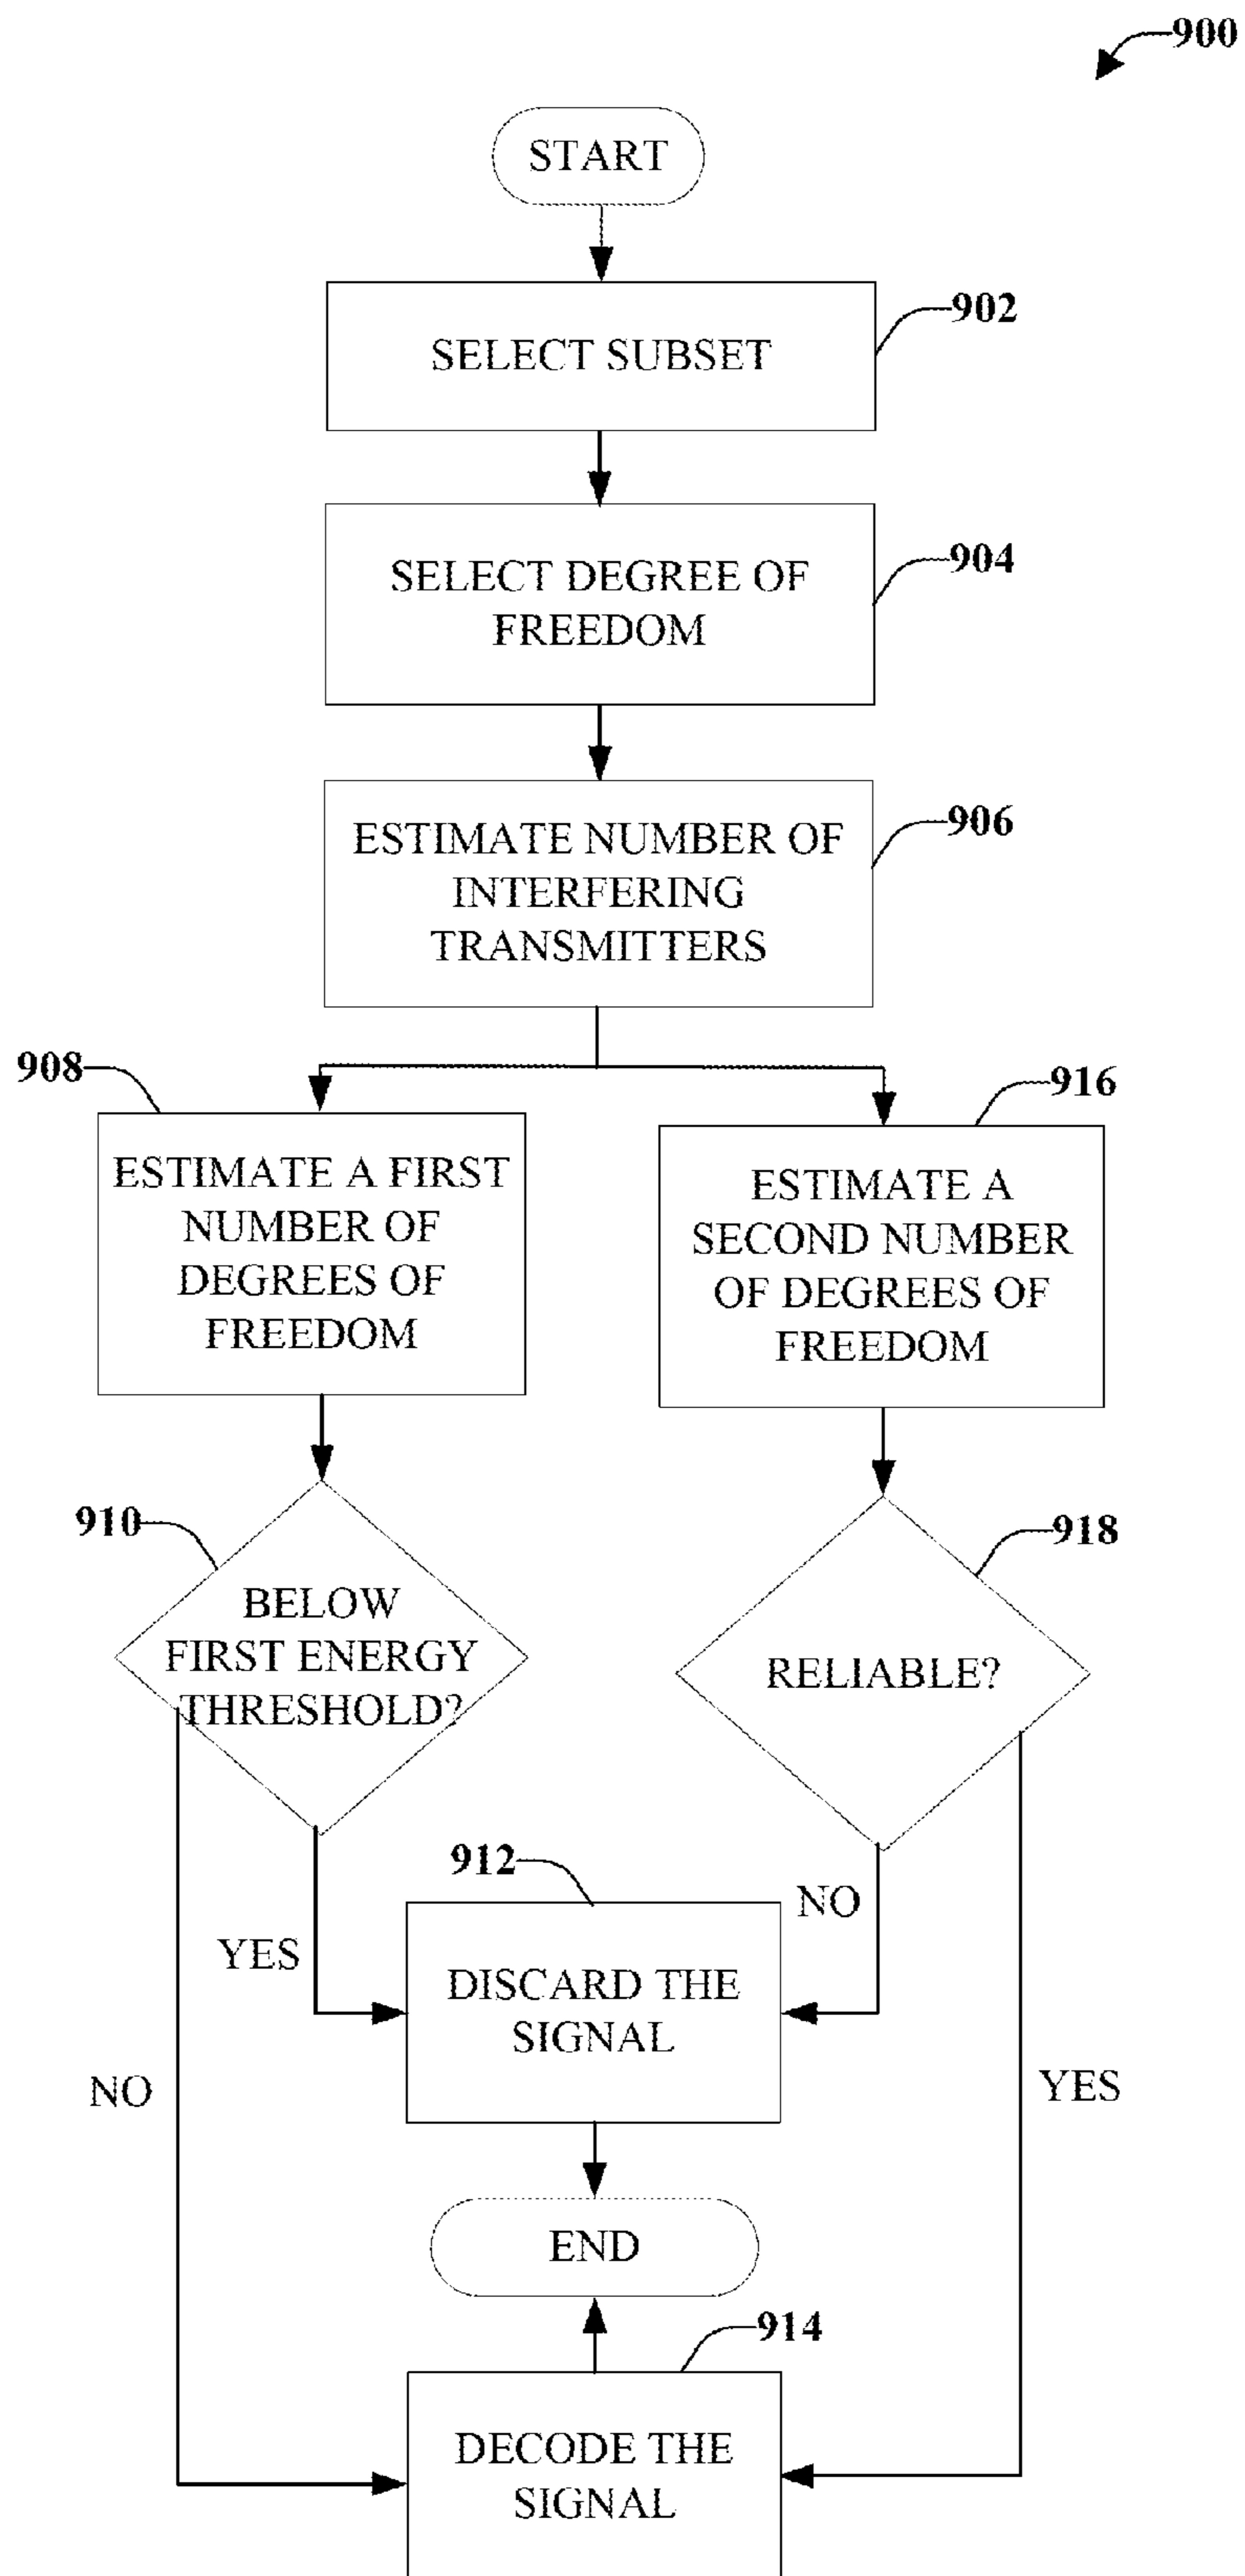 900
START
902
SELECT SUBSET
904
SELECT DEGREE OF
FREEDOM
906
ESTIMATE NUMBER OF
INTERFERING
TRANSMITTERS
908
ESTIMATE A FIRST
NUMBER OF
DEGREES OF
FREEDOM
916
ESTIMATE A
SECOND NUMBER
OF DEGREES OF
FREEDOM
910
BELOW
FIRST ENERGY
THRESHOLD?
918
RELIABLE?
912
YES
NO
DISCARD THE
SIGNAL
NO
YES
END
914
DECODE THE
SIGNAL